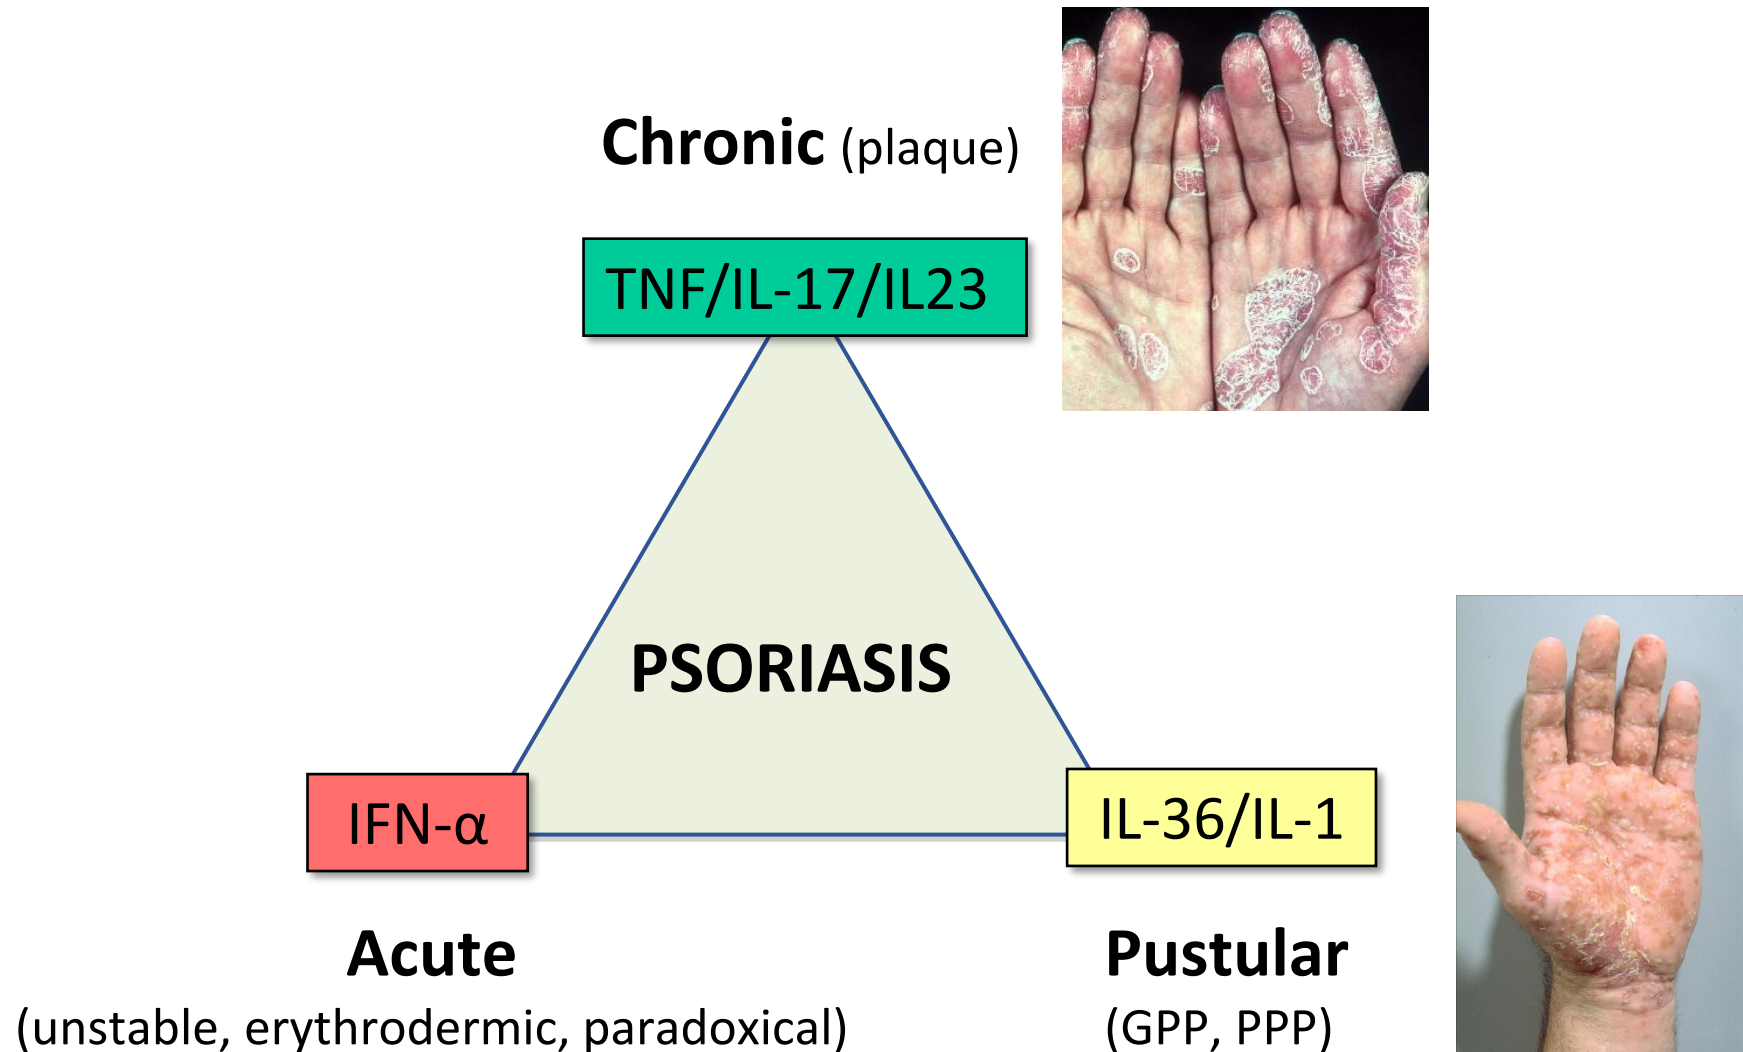 Chronic (plaque)
TNF/IL-17/IL23
PSORIASIS
IFN-α
IL-36/IL-1
Acute
(unstable, erythrodermic, paradoxical)
Pustular
(GPP, PPP)